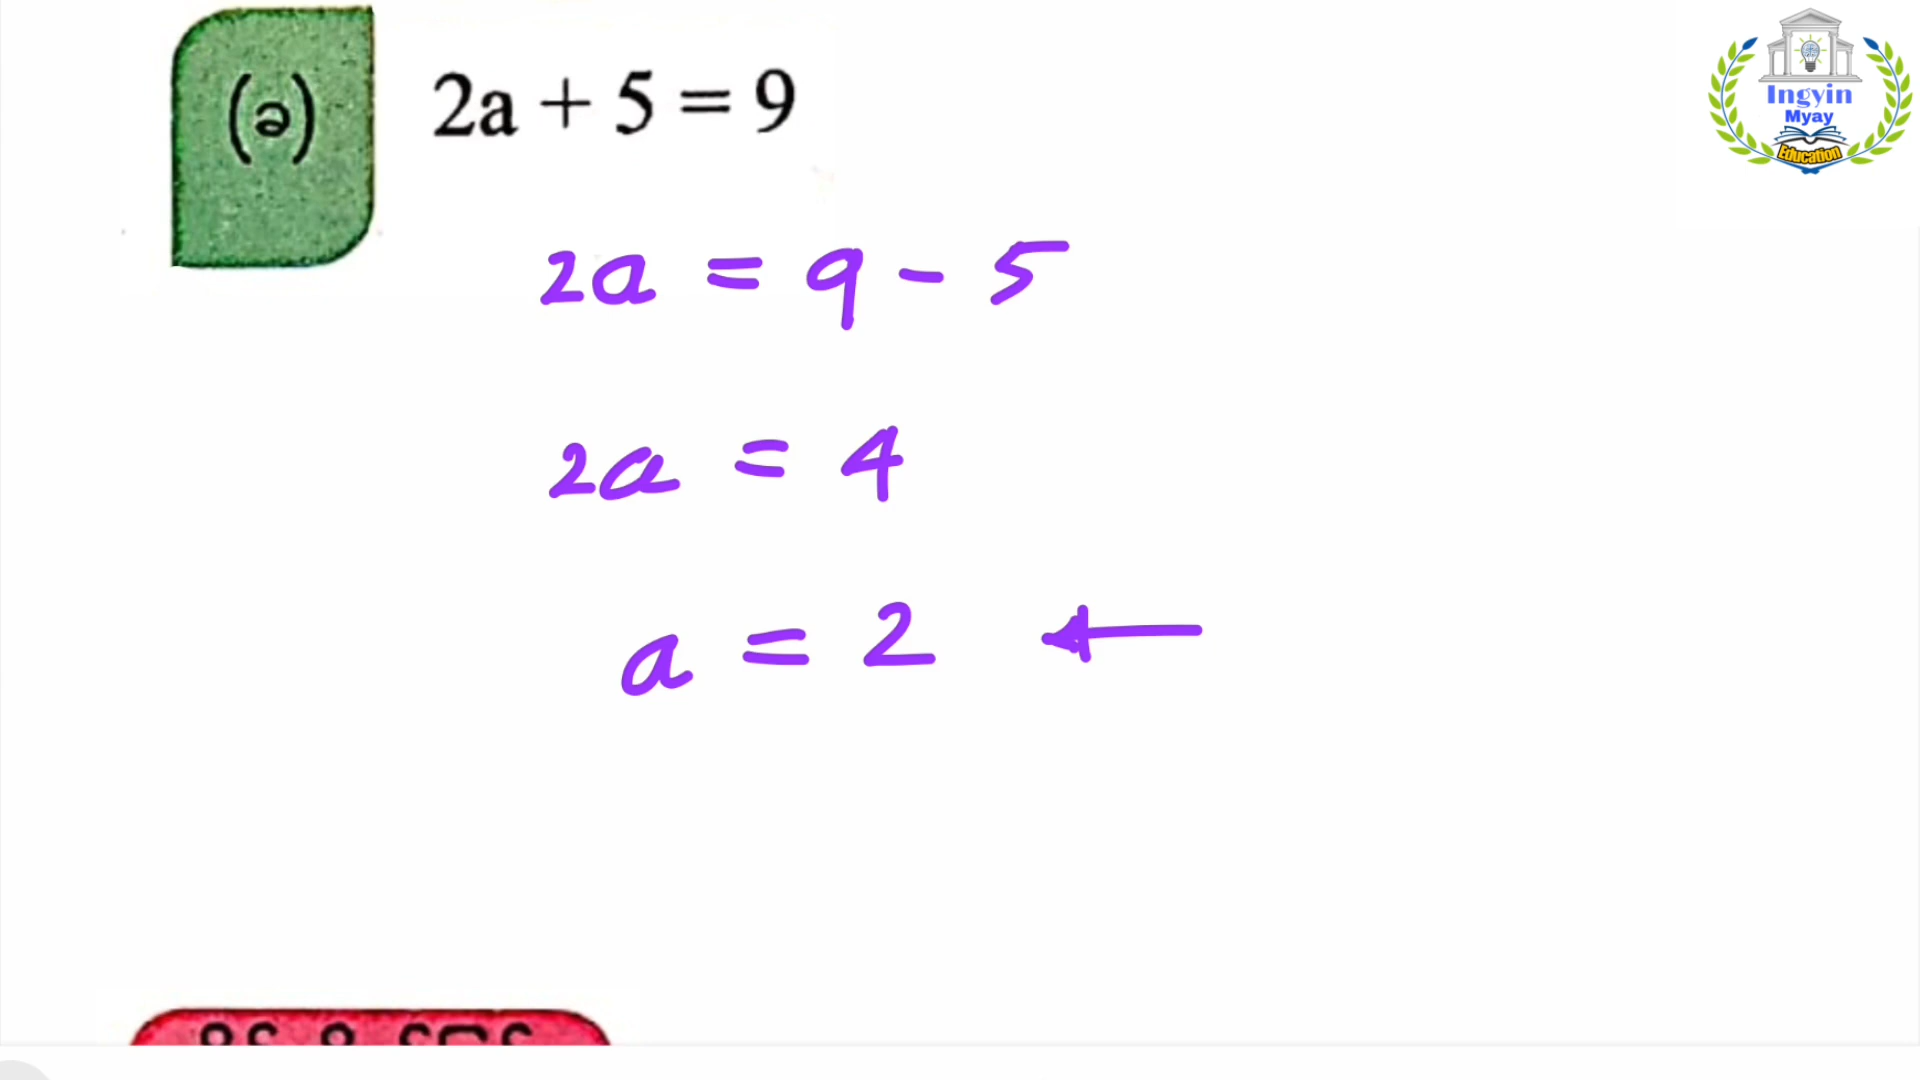 (ခ) 2a + 5 = 9
2a = 9 - 5
2a = 4
a = 2 ←
Ingyin
Myay
Education